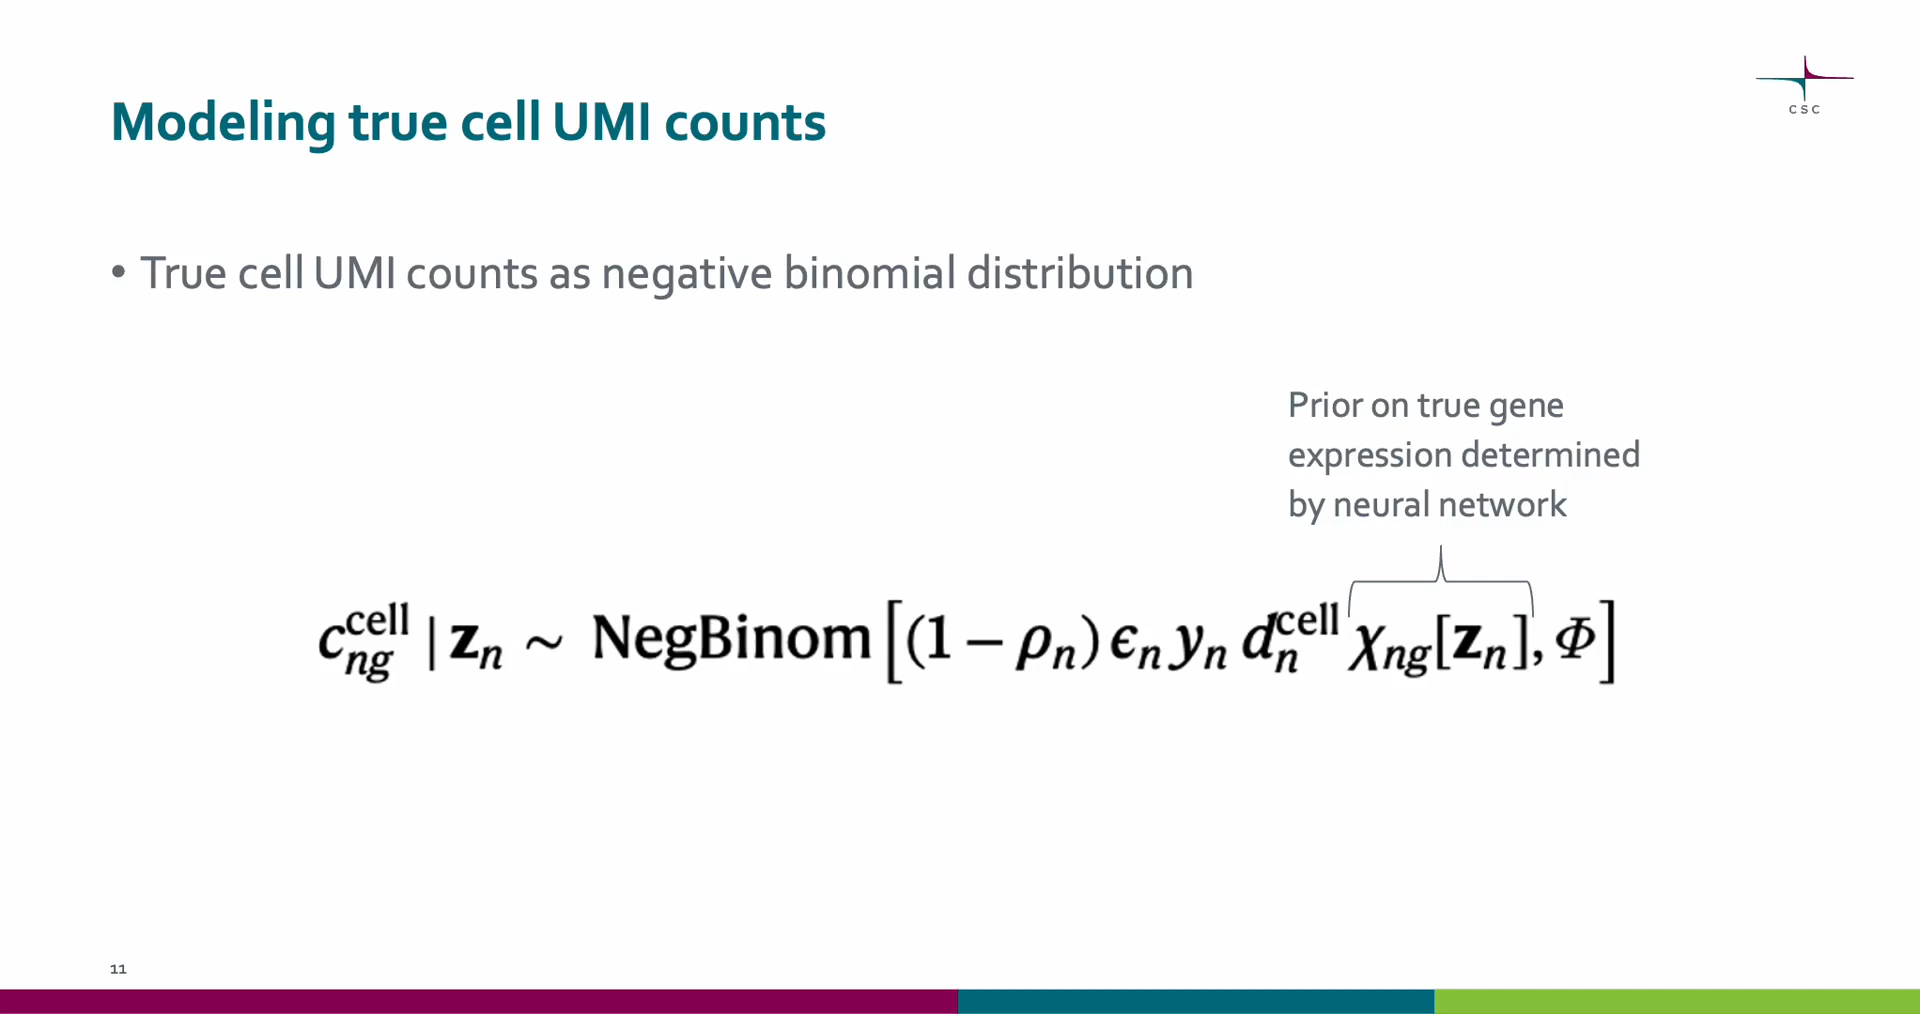 CSC
Modeling true cell UMI counts
• True cell UMI counts as negative binomial distribution
Prior on true gene
expression determined
by neural network
c_{ng}^{cell} | z_n ~ NegBinom[(1 − ρ_n) ϵ_n y_n d_n^{cell} χ_{ng}[z_n], Φ]
11